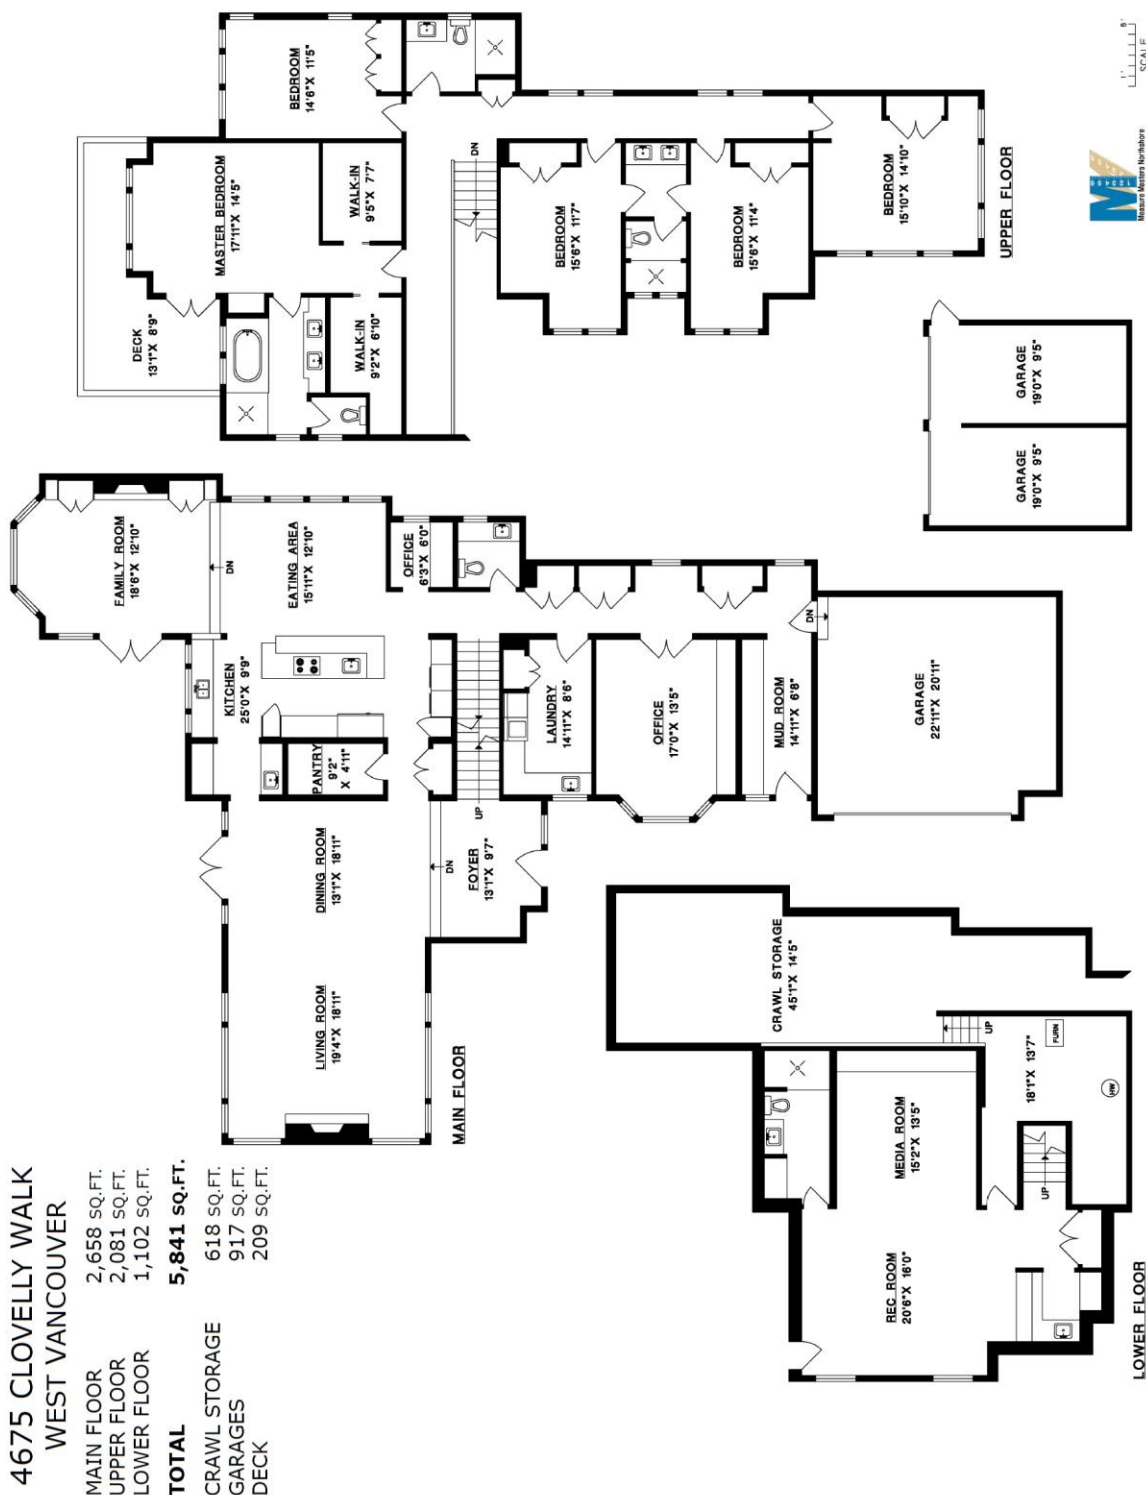 4675 CLOVELLY WALK
WEST VANCOUVER
MAIN FLOOR 2,658 SQ.FT.
UPPER FLOOR 2,081 SQ.FT.
LOWER FLOOR 1,102 SQ.FT.
TOTAL 5,841 SQ.FT.
CRAWL STORAGE 618 SQ.FT.
GARAGES 917 SQ.FT.
DECK 209 SQ.FT.
FAMILY ROOM
18'6"X 12'10"
DN
EATING AREA
15'11"X 12'10"
OFFICE
6'3"X 6'0"
KITCHEN
25'0"X 9'9"
PANTRY
9'2"
X 4'11"
DINING ROOM
13'1"X 18'11"
LIVING ROOM
19'4"X 18'11"
UP
DN
FOYER
13'1"X 9'7"
LAUNDRY
14'11"X 8'6"
OFFICE
17'0"X 13'5"
MUD ROOM
14'11"X 6'8"
DN
GARAGE
22'11"X 20'11"
MAIN FLOOR
DECK
13'1"X 8'9"
MASTER BEDROOM
17'11"X 14'5"
BEDROOM
14'6"X 11'5"
WALK-IN
9'5"X 7'7"
WALK-IN
9'2"X 6'10"
DN
BEDROOM
15'6"X 11'7"
BEDROOM
15'6"X 11'4"
BEDROOM
15'10"X 14'10"
UPPER FLOOR
GARAGE
19'0"X 9'5"
GARAGE
19'0"X 9'5"
CRAWL STORAGE
45'1"X 14'5"
UP
18'1"X 13'7"
FURN
HW
MEDIA ROOM
15'2"X 13'5"
UP
REC ROOM
20'6"X 16'0"
LOWER FLOOR
1' 6'
SCALE
M
123456
Measure Masters Northshore